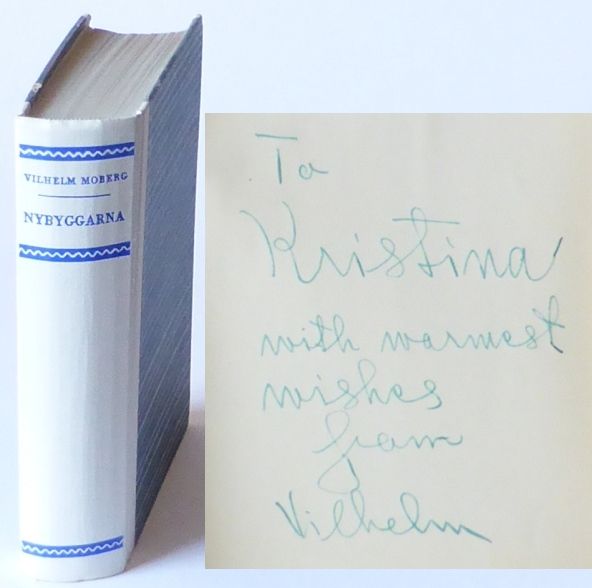 VILHELM MOBERG
NYBYGGARNA
To
Kristina
with warmest
wishes
from
Vilhelm